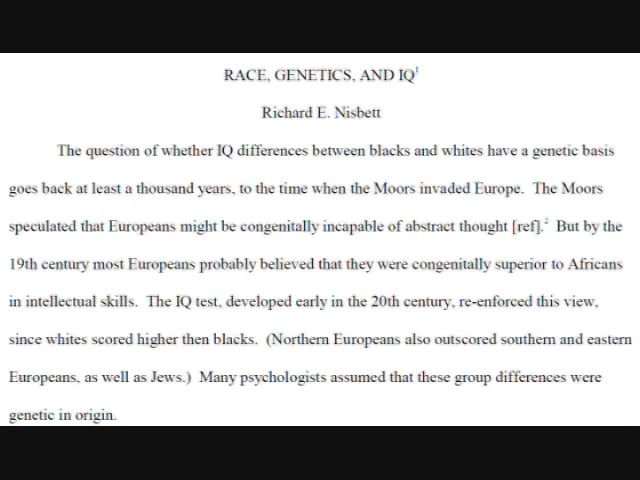 RACE, GENETICS, AND IQ¹
Richard E. Nisbett
The question of whether IQ differences between blacks and whites have a genetic basis
goes back at least a thousand years, to the time when the Moors invaded Europe.  The Moors
speculated that Europeans might be congenitally incapable of abstract thought [ref].²  But by the
19th century most Europeans probably believed that they were congenitally superior to Africans
in intellectual skills.  The IQ test, developed early in the 20th century, re-enforced this view,
since whites scored higher then blacks.  (Northern Europeans also outscored southern and eastern
Europeans, as well as Jews.)  Many psychologists assumed that these group differences were
genetic in origin.